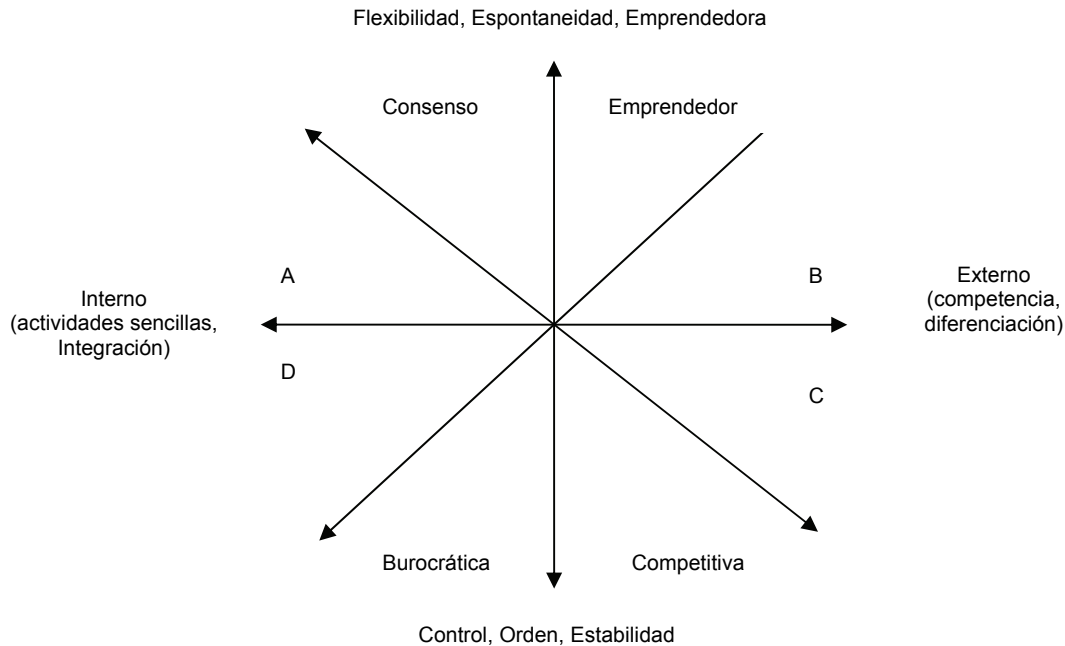 Flexibilidad, Espontaneidad, Emprendedora
Consenso
Emprendedor
A
B
Interno
(actividades sencillas,
Integración)
Externo
(competencia,
diferenciación)
D
C
Burocrática
Competitiva
Control, Orden, Estabilidad